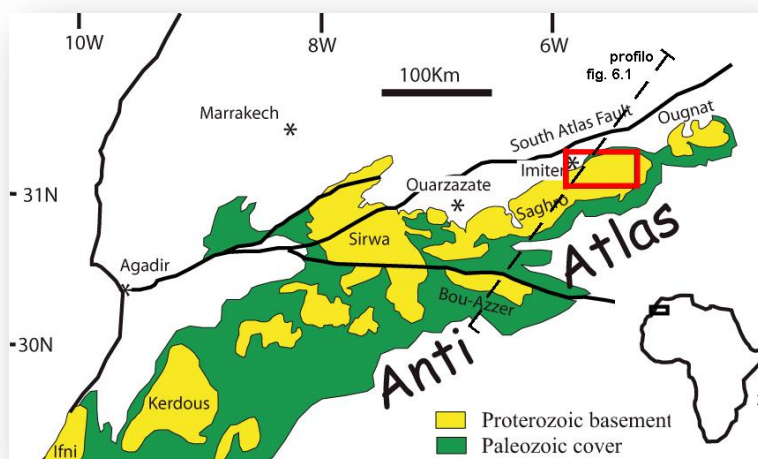 10W
8W
6W
profilo
fig. 6.1
100Km
Marrakech
South Atlas Fault
Ougnat
Imiter
31N
Ouarzazate
Saghro
Sirwa
Atlas
Agadir
Bou-Azzer
30N
Anti
Kerdous
Proterozoic basement
Paleozoic cover
Ifni